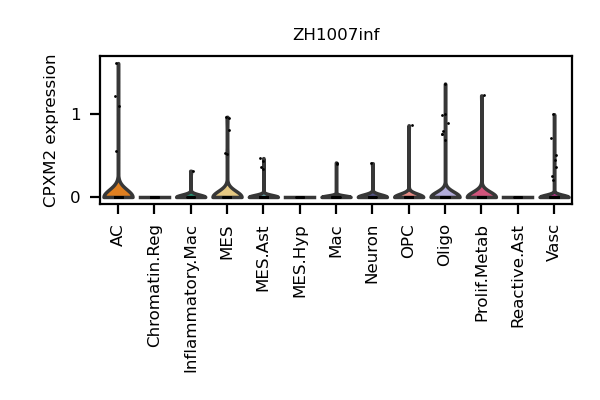 ZH1007inf
CPXM2 expression
1
0
AC
Chromatin.Reg
Inflammatory.Mac
MES
MES.Ast
MES.Hyp
Mac
Neuron
OPC
Oligo
Prolif.Metab
Reactive.Ast
Vasc